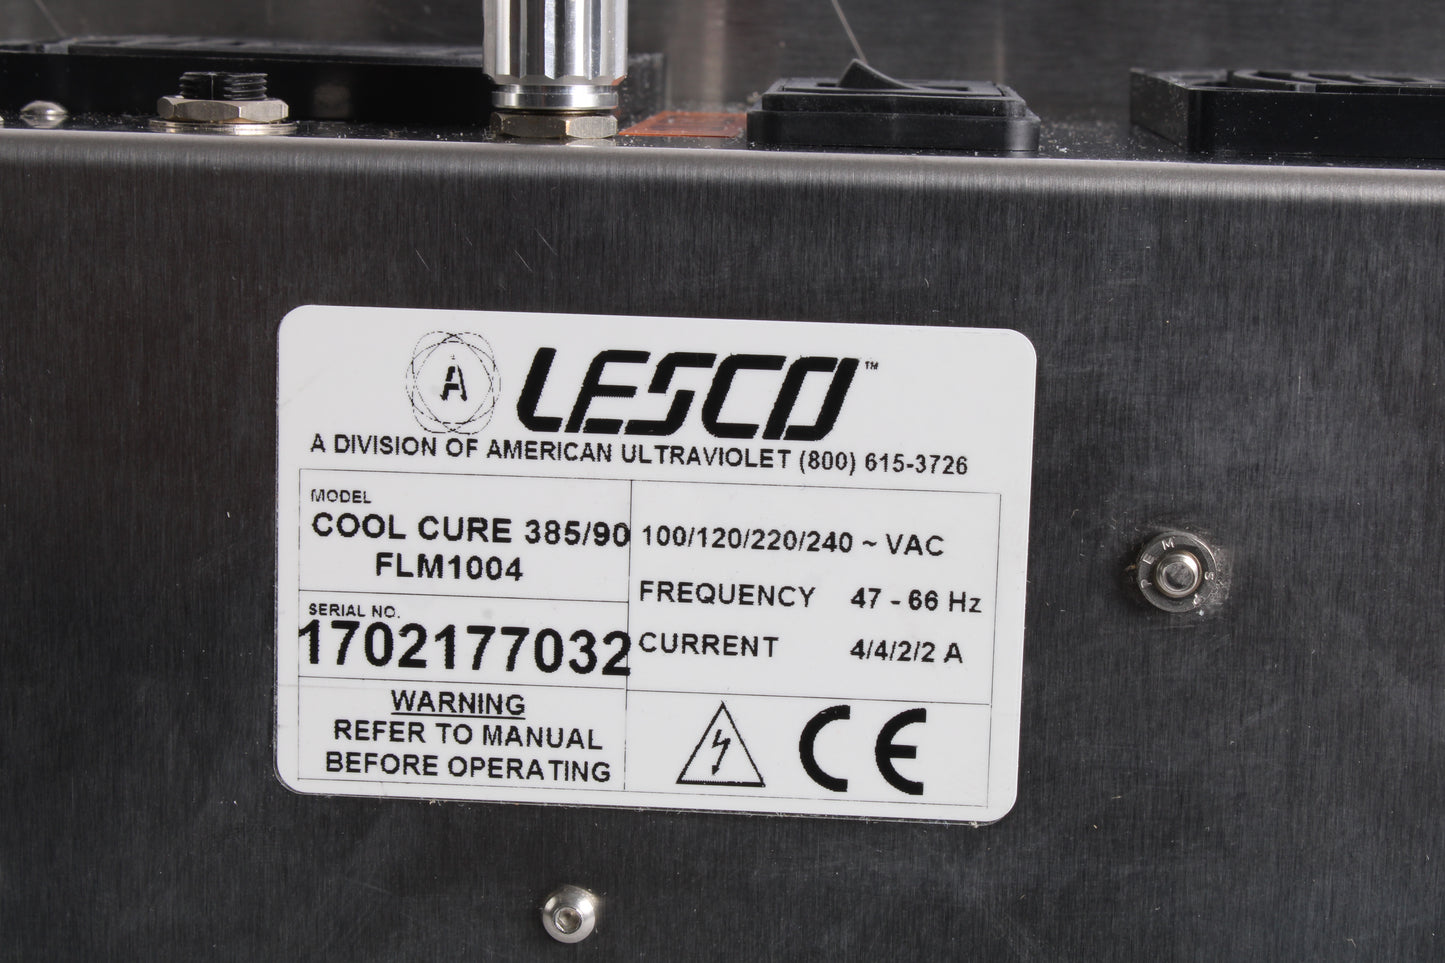 A LESCO™
A DIVISION OF AMERICAN ULTRAVIOLET (800) 615-3726
MODEL
COOL CURE 385/90
FLM1004
SERIAL NO.
1702177032
WARNING
REFER TO MANUAL
BEFORE OPERATING
100/120/220/240 ~ VAC
FREQUENCY 47 - 66 Hz
CURRENT 4/4/2/2 A
CE